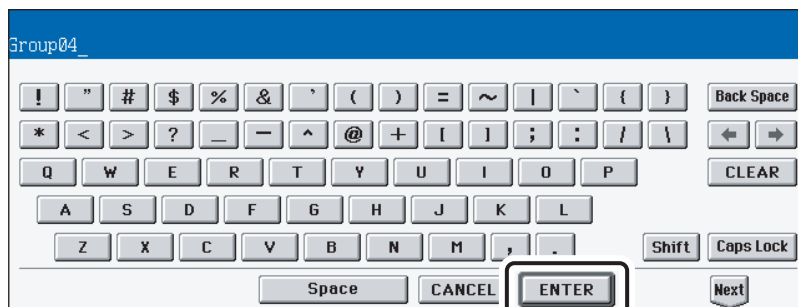 Group04_
! " # $ % & ' ( ) = ~ | ` { } Back Space
* < > ? _ - ^ @ + [ ] ; : / \ ← →
Q W E R T Y U I O P CLEAR
A S D F G H J K L
Z X C V B N M , . Shift Caps Lock
Space CANCEL ENTER Next